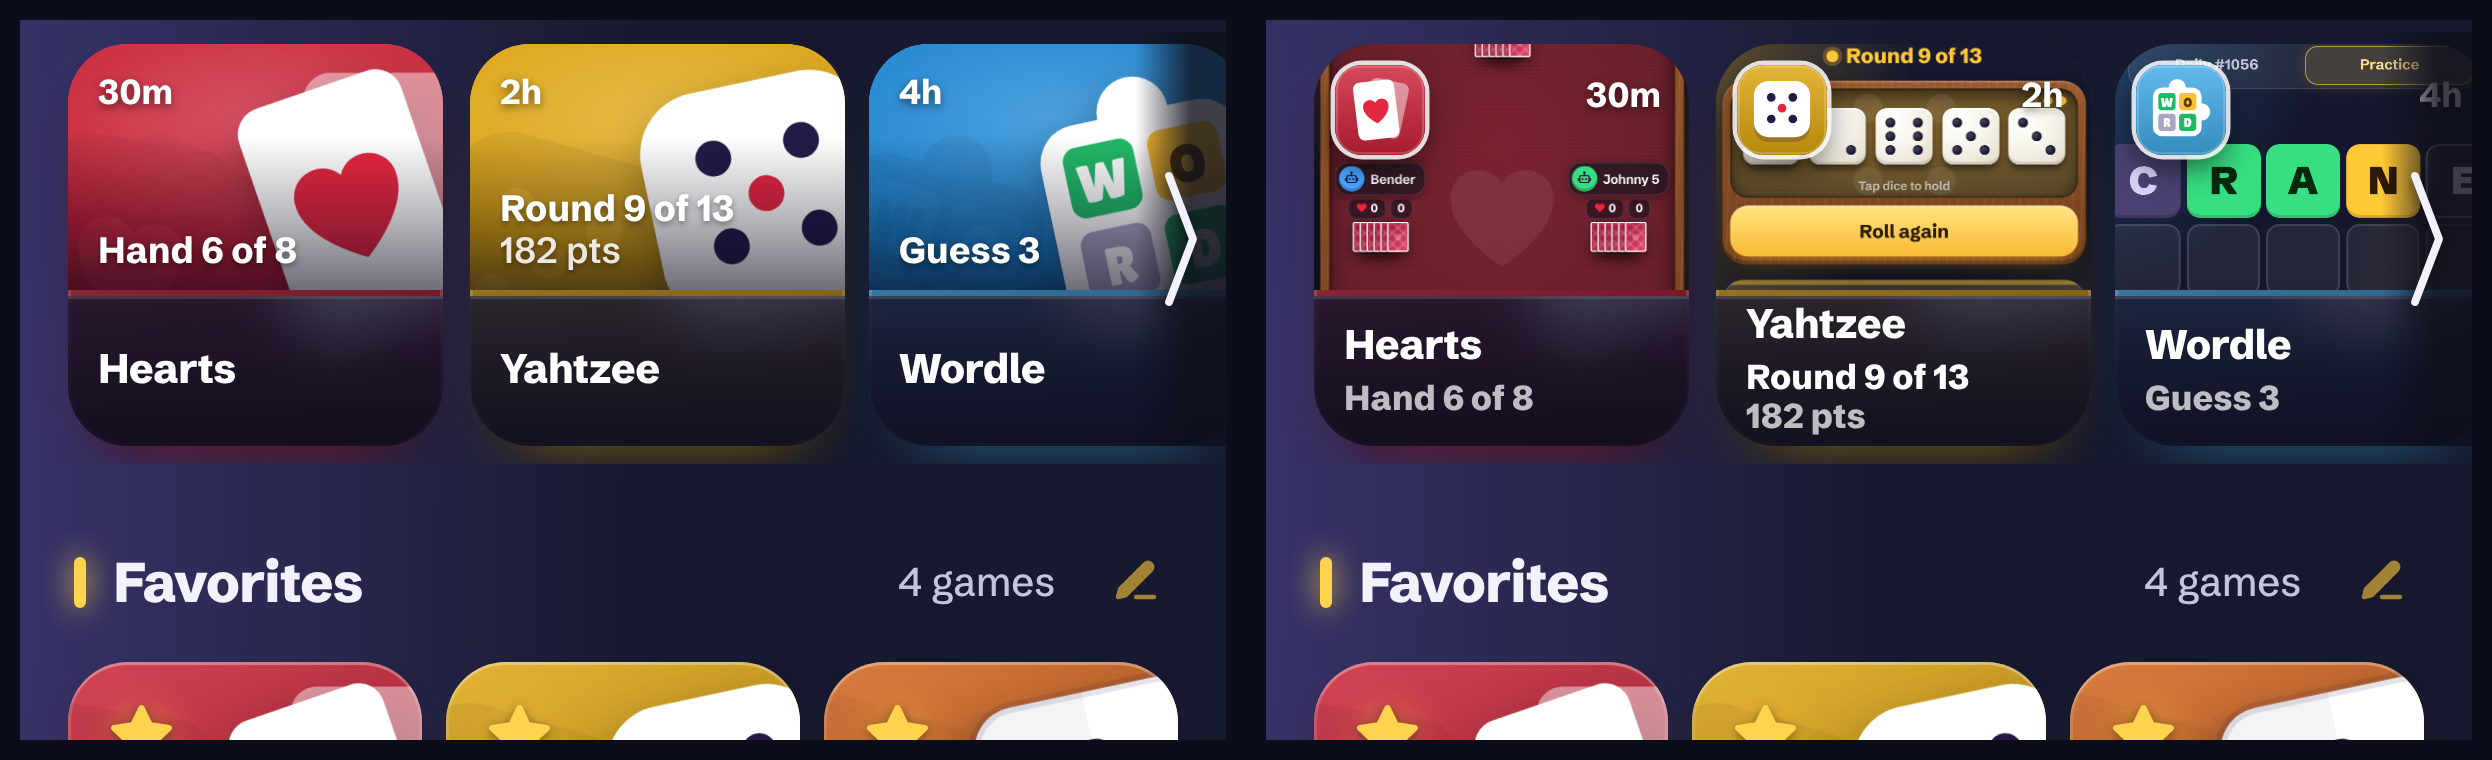 30m
Hand 6 of 8
Hearts
2h
Round 9 of 13
182 pts
Yahtzee
4h
Guess 3
W O
R D
Wordle
Favorites
4 games
30m
Bender
0 0
Johnny 5
0 0
Hearts
Hand 6 of 8
Round 9 of 13
2h
Tap dice to hold
Roll again
Yahtzee
Round 9 of 13
182 pts
#1056
Practice
W O
R D
4h
C R A N E
Wordle
Guess 3
Favorites
4 games